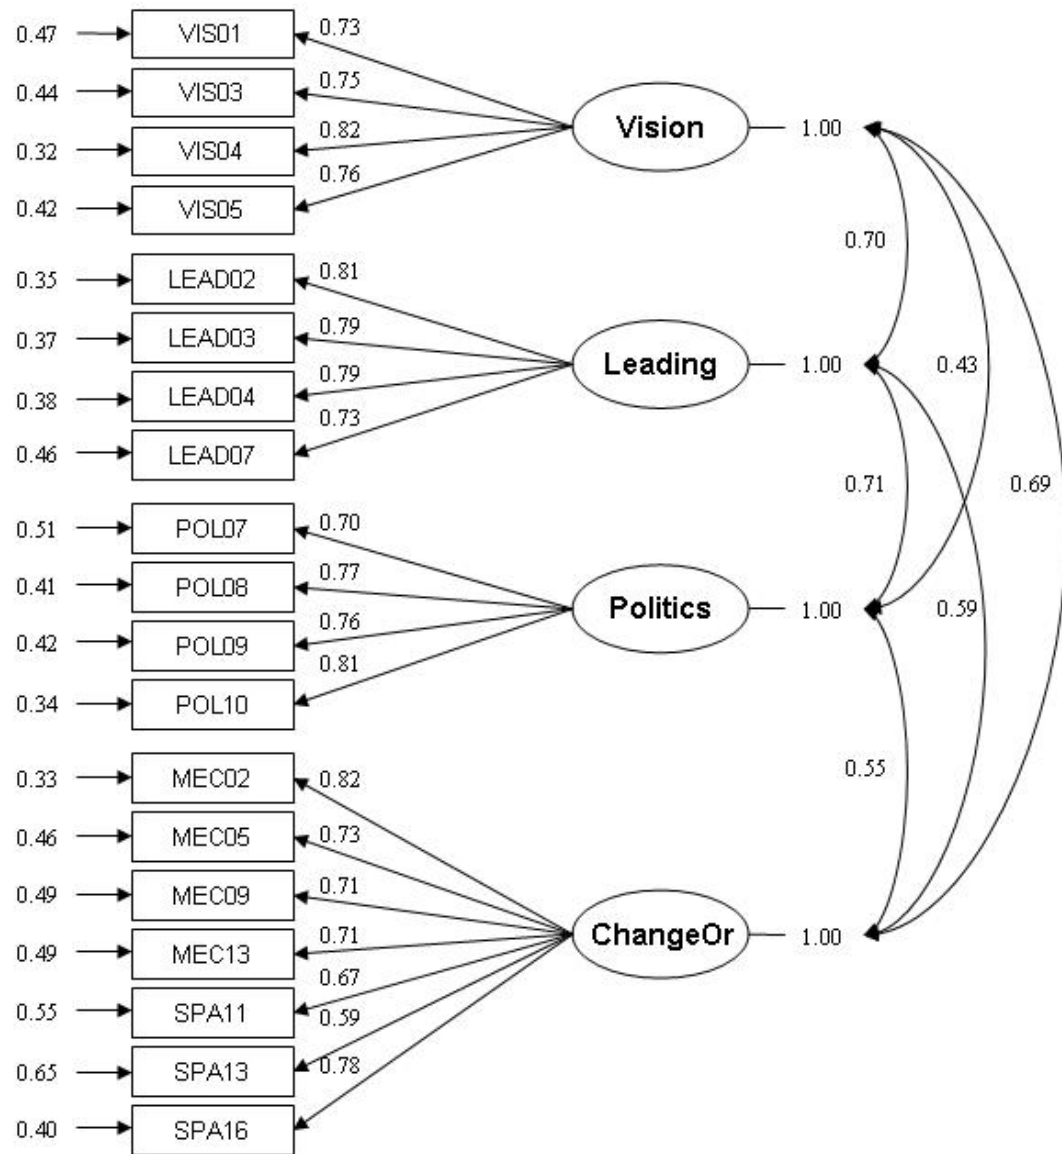 0.47 VIS01 0.73
0.44 VIS03 0.75
Vision 1.00
0.32 VIS04 0.82
0.42 VIS05 0.76
0.70
0.35 LEAD02 0.81
0.37 LEAD03 0.79
Leading 1.00 0.43
0.38 LEAD04 0.79
0.46 LEAD07 0.73
0.71 0.69
0.51 POL07 0.70
0.41 POL08 0.77
Politics 1.00 0.59
0.42 POL09 0.76
0.34 POL10 0.81
0.55
0.33 MEC02 0.82
0.46 MEC05 0.73
0.49 MEC09 0.71
ChangeOr 1.00
0.49 MEC13 0.71
0.55 SPA11 0.67
0.65 SPA13 0.59
0.40 SPA16 0.78